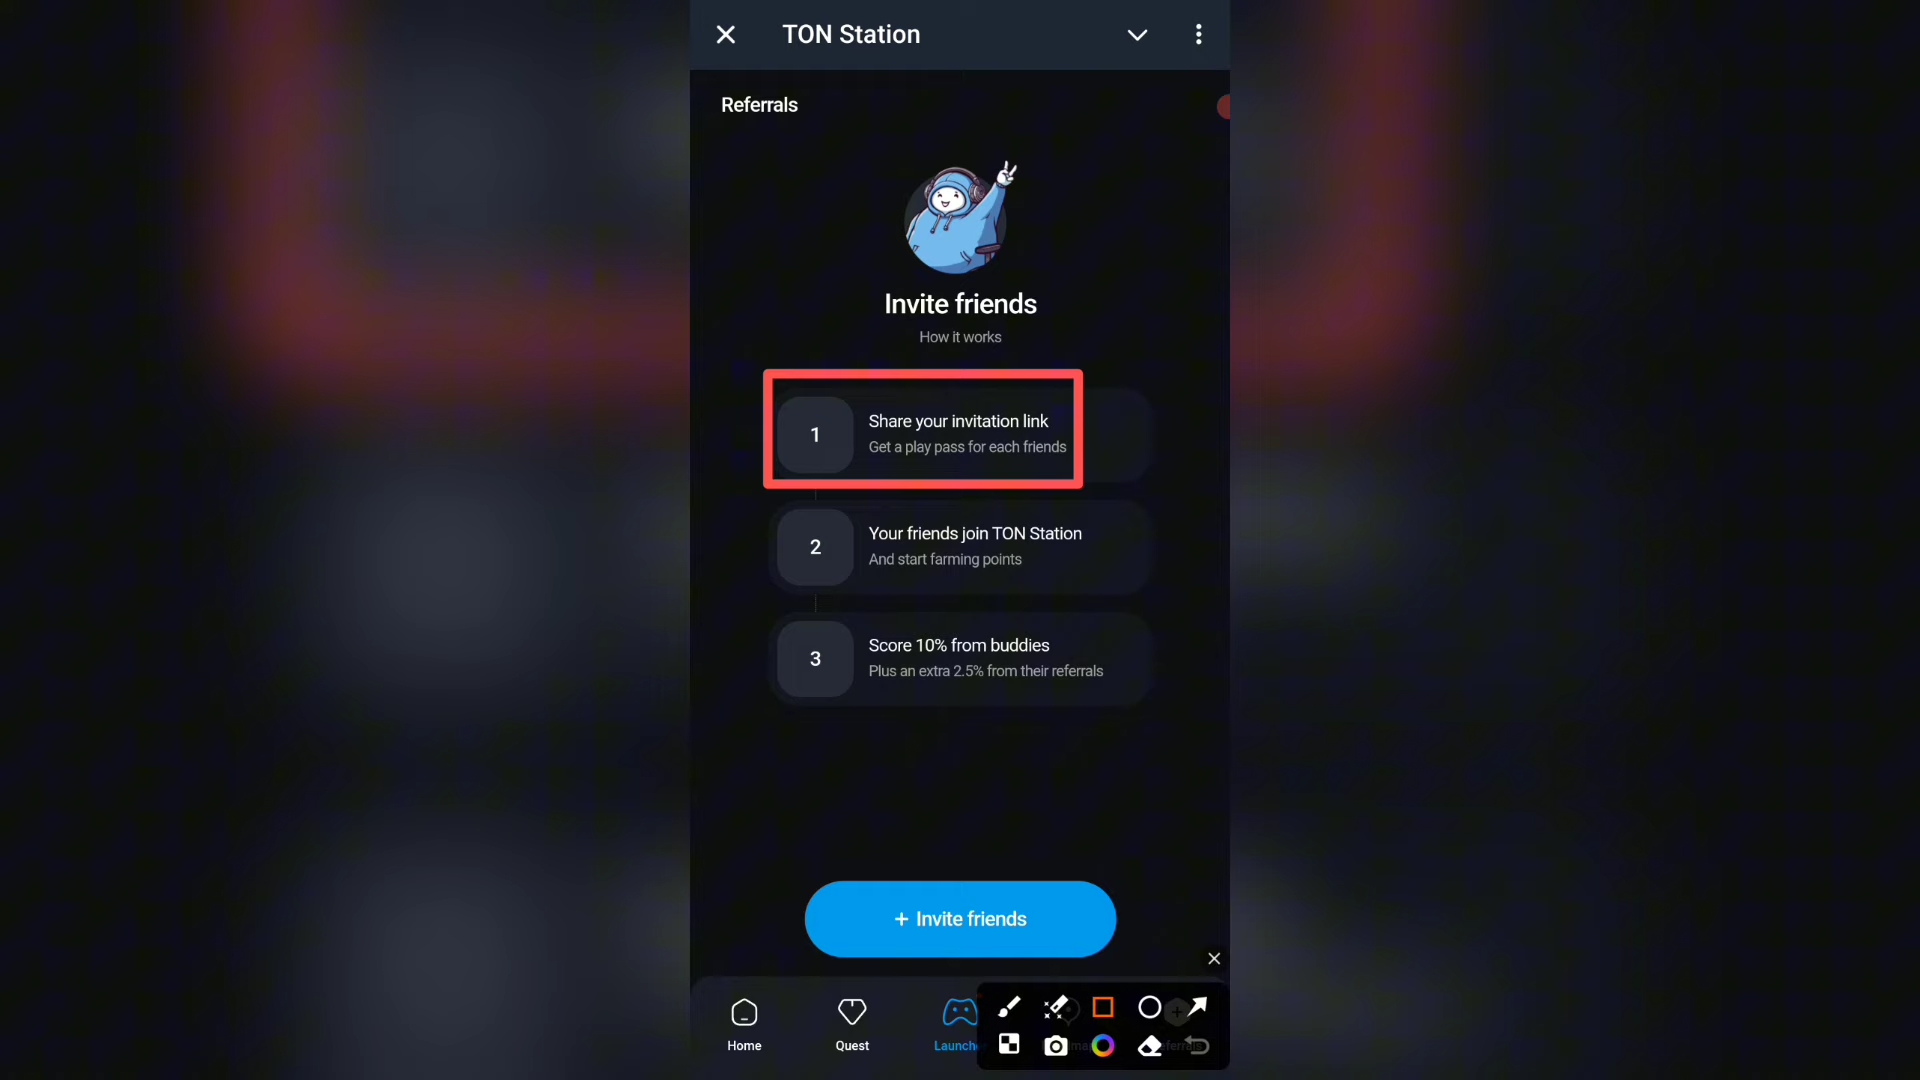 TON Station
Referrals
Invite friends
How it works
1
Share your invitation link
Get a play pass for each friends
2
Your friends join TON Station
And start farming points
3
Score 10% from buddies
Plus an extra 2.5% from their referrals
+ Invite friends
Home
Quest